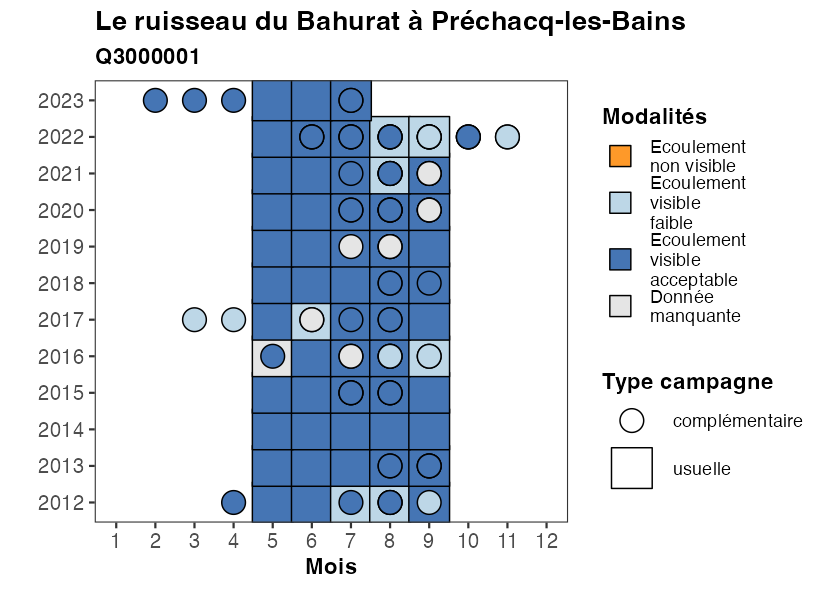 Le ruisseau du Bahurat à Préchacq-les-Bains
Q3000001
2023
2022
2021
2020
2019
2018
2017
2016
2015
2014
2013
2012
1 2 3 4 5 6 7 8 9 10 11 12
Mois
Modalités
Ecoulement
non visible
Ecoulement
visible
faible
Ecoulement
visible
acceptable
Donnée
manquante
Type campagne
complémentaire
usuelle